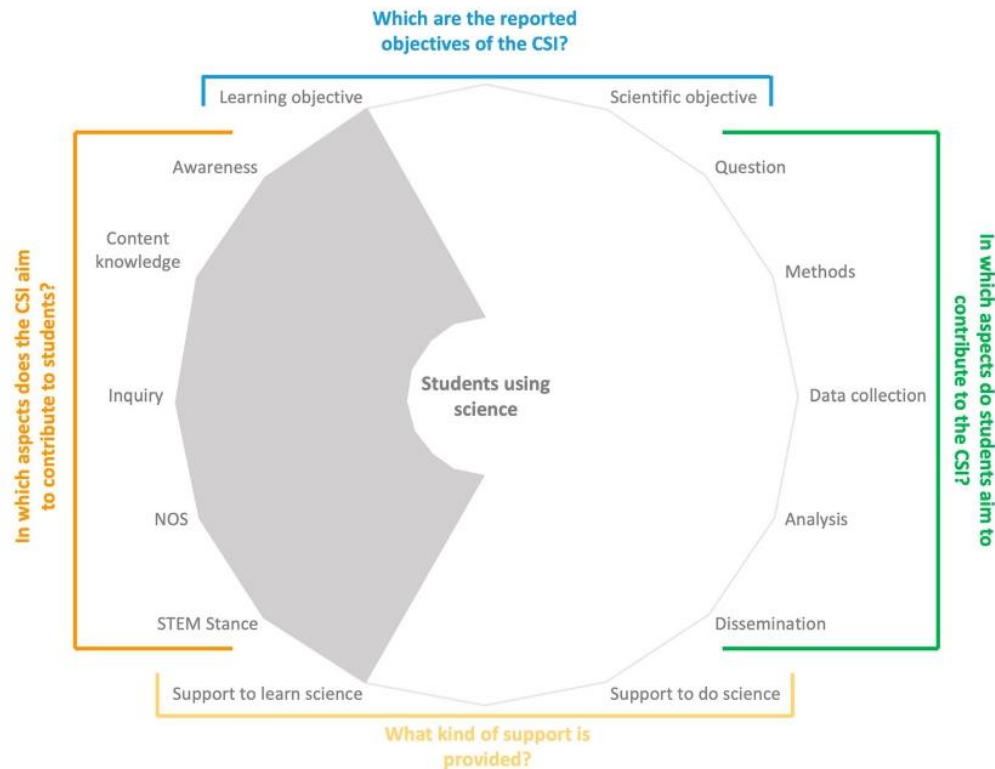 Which are the reported
objectives of the CSI?
Learning objective
Scientific objective
Awareness
Question
Content
knowledge
Methods
In which aspects does the CSI aim
to contribute to students?
In which aspects do students aim to
contribute to the CSI?
Students using
science
Inquiry
Data collection
NOS
Analysis
STEM Stance
Dissemination
Support to learn science
Support to do science
What kind of support is
provided?